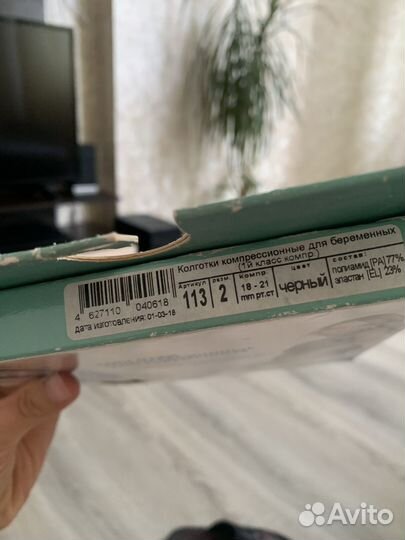 Колготки компрессионные для беременных
(1й класс компр)
Артикул разм. компр. цвет состав:
113 2 18 - 21 mm рт.ст черный полиамид [PA] 77% эластан [EL] 23%
4 627110 040618
дата изготовления: 01-03-18
Avito